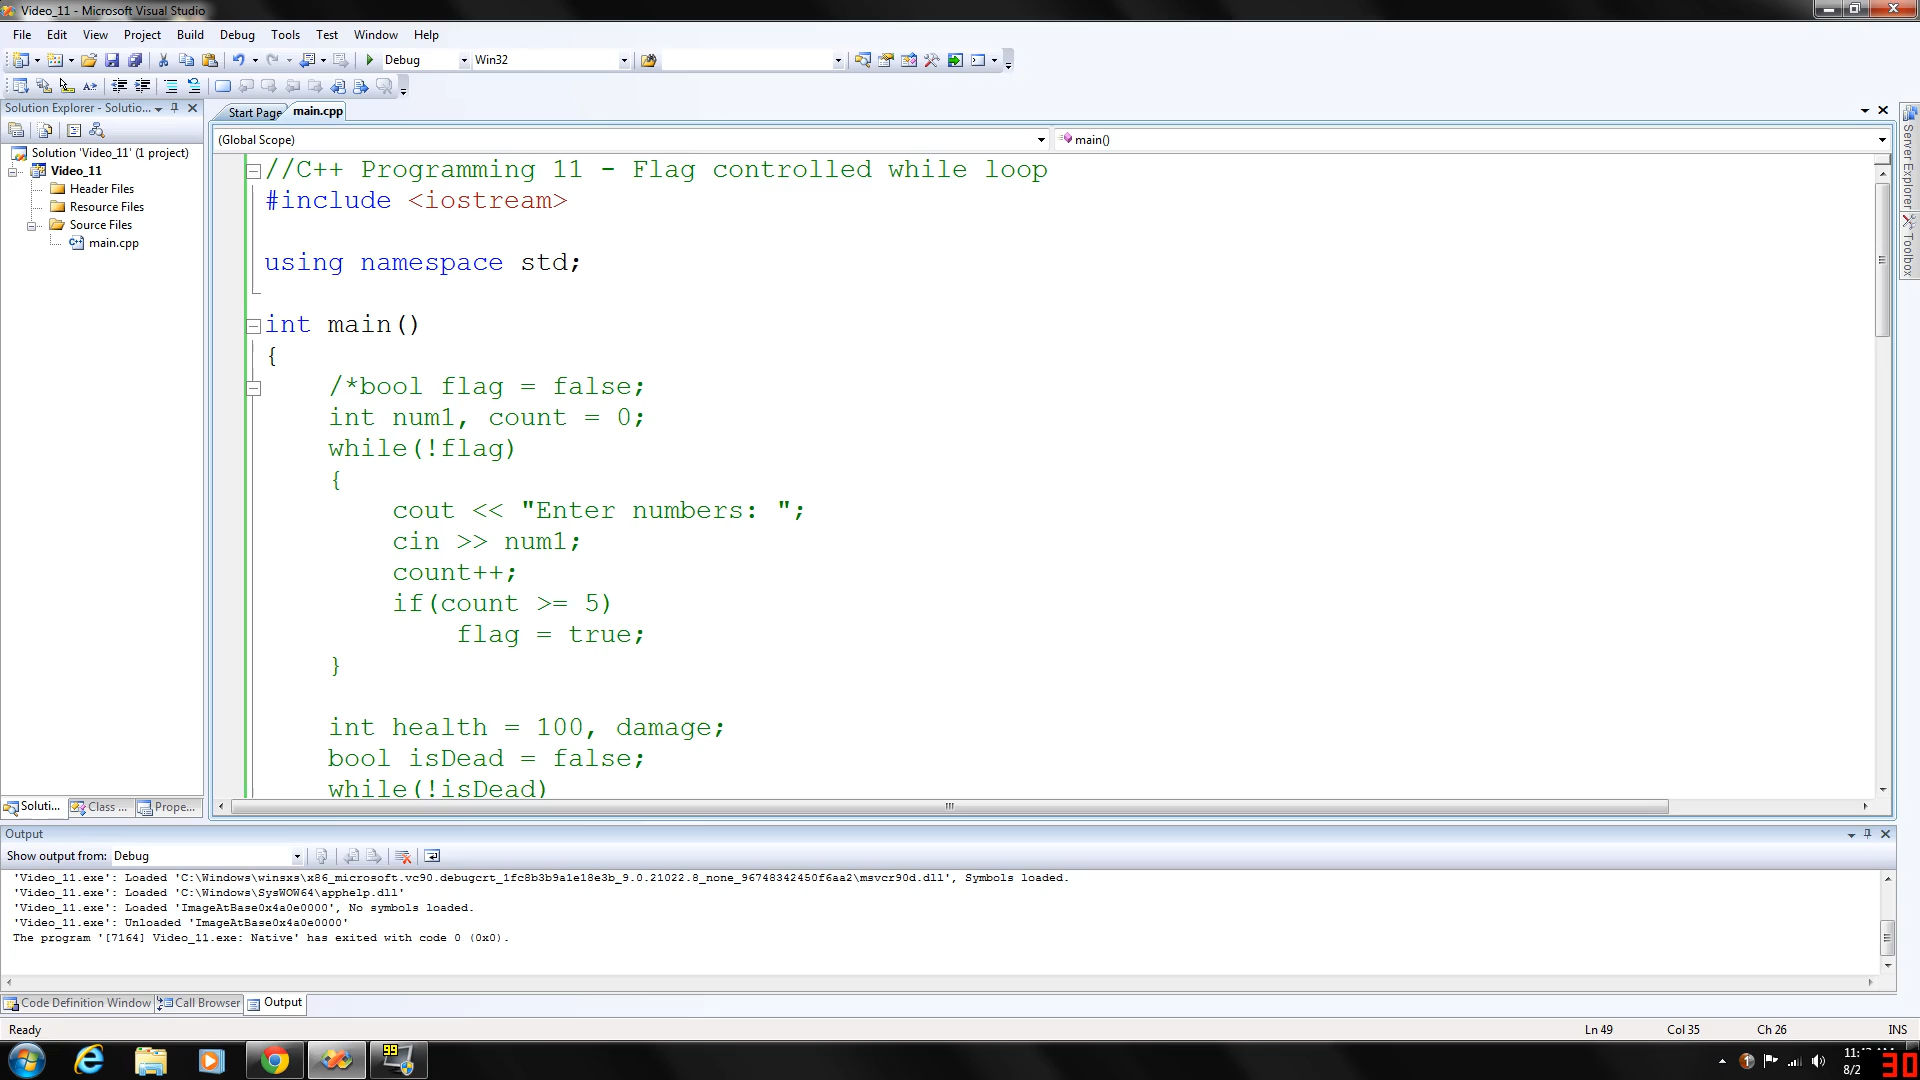 Video_11 - Microsoft Visual Studio
File Edit View Project Build Debug Tools Test Window Help
Debug Win32
Solution Explorer - Solutio...
Start Page main.cpp
(Global Scope) main()
Solution 'Video_11' (1 project)
Video_11
Header Files
Resource Files
Source Files
main.cpp
//C++ Programming 11 - Flag controlled while loop
#include <iostream>
using namespace std;
int main()
{
/*bool flag = false;
int num1, count = 0;
while(!flag)
{
cout << "Enter numbers: ";
cin >> num1;
count++;
if(count >= 5)
flag = true;
}
int health = 100, damage;
bool isDead = false;
while(!isDead)
Server Explorer
Toolbox
Soluti... Class ... Prope...
Output
Show output from: Debug
'Video_11.exe': Loaded 'C:\Windows\winsxs\x86_microsoft.vc90.debugcrt_1fc8b3b9a1e18e3b_9.0.21022.8_none_96748342450f6aa2\msvcr90d.dll', Symbols loaded.
'Video_11.exe': Loaded 'C:\Windows\SysWOW64\apphelp.dll'
'Video_11.exe': Loaded 'ImageAtBase0x4a0e0000', No symbols loaded.
'Video_11.exe': Unloaded 'ImageAtBase0x4a0e0000'
The program '[7164] Video_11.exe: Native' has exited with code 0 (0x0).
Code Definition Window Call Browser Output
Ready Ln 49 Col 35 Ch 26 INS
99
30